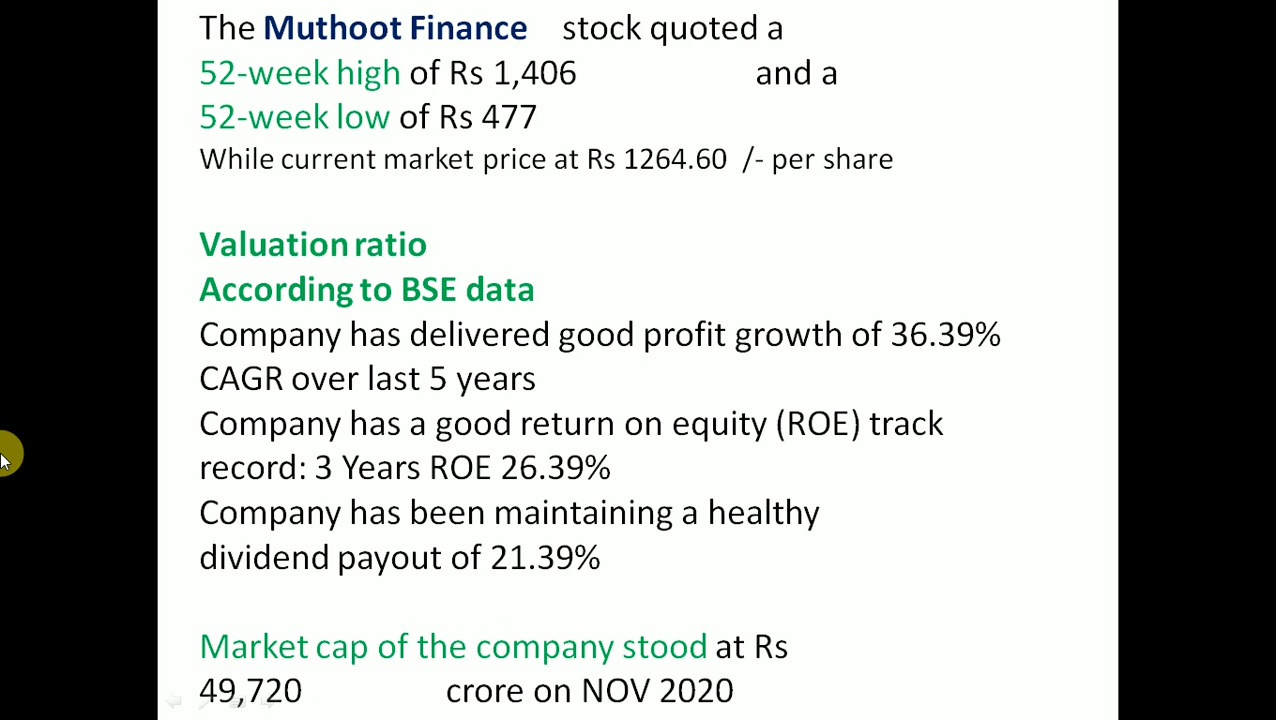 The Muthoot Finance stock quoted a
52-week high of Rs 1,406 and a
52-week low of Rs 477
While current market price at Rs 1264.60 /- per share
Valuation ratio
According to BSE data
Company has delivered good profit growth of 36.39%
CAGR over last 5 years
Company has a good return on equity (ROE) track
record: 3 Years ROE 26.39%
Company has been maintaining a healthy
dividend payout of 21.39%
Market cap of the company stood at Rs
49,720 crore on NOV 2020